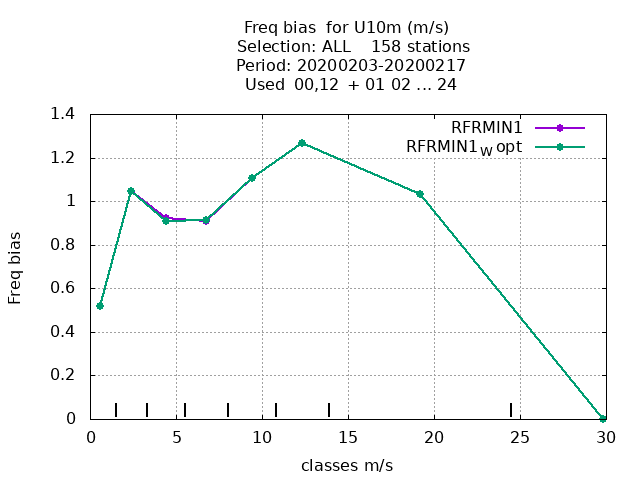 Freq bias  for U10m (m/s)
Selection: ALL    158 stations
Period: 20200203-20200217
Used  00,12  + 01 02 ... 24
RFRMIN1
RFRMIN1W opt
1.4
1.2
1
0.8
0.6
0.4
0.2
0
Freq bias
0 5 10 15 20 25 30
classes m/s